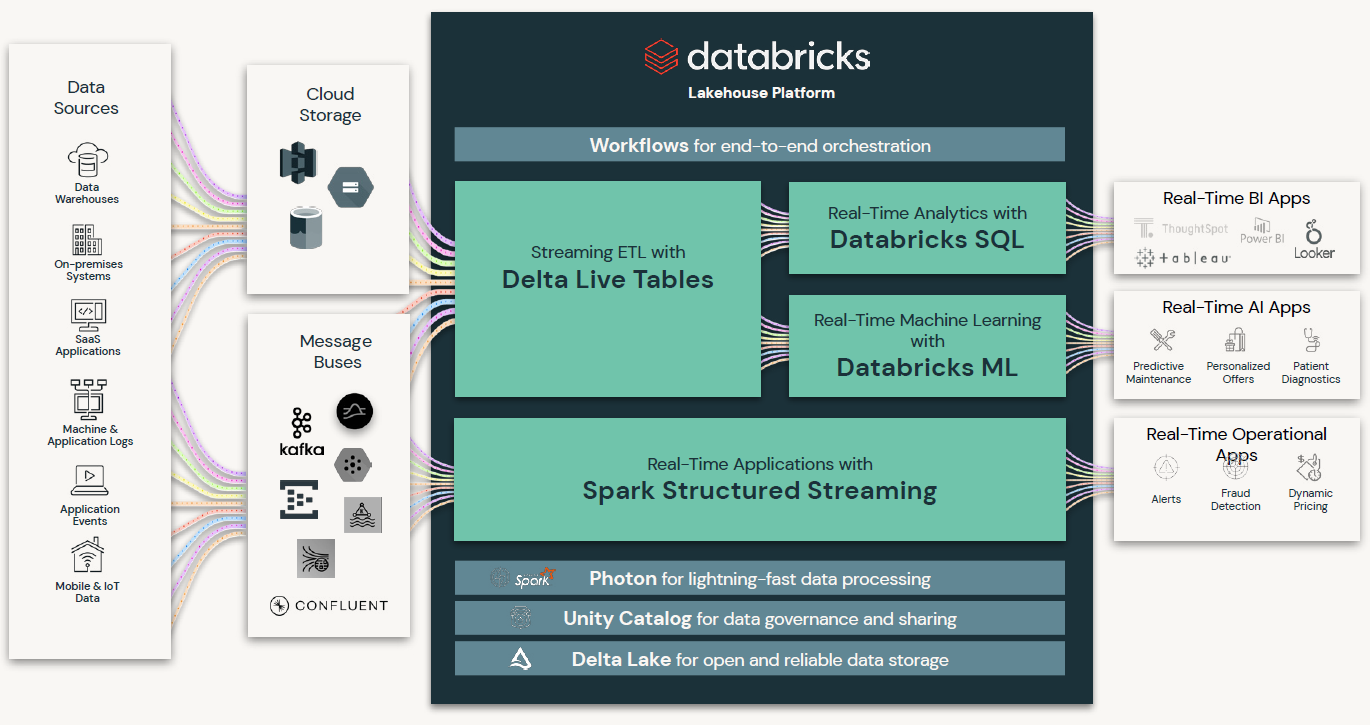 Data
Sources
Data
Warehouses
On-premises
Systems
SaaS
Applications
Machine &
Application Logs
Application
Events
Mobile & IoT
Data
Cloud
Storage
Message
Buses
kafka
CONFLUENT
databricks
Lakehouse Platform
Workflows for end-to-end orchestration
Streaming ETL with
Delta Live Tables
Real-Time Analytics with
Databricks SQL
Real-Time Machine Learning
with
Databricks ML
Real-Time Applications with
Spark Structured Streaming
Spark
Photon for lightning-fast data processing
Unity Catalog for data governance and sharing
Delta Lake for open and reliable data storage
Real-Time BI Apps
T. ThoughtSpot
Power BI
Looker
+ a b | e a u
Real-Time AI Apps
Predictive
Maintenance
Personalized
Offers
Patient
Diagnostics
Real-Time Operational
Apps
Alerts
Fraud
Detection
Dynamic
Pricing